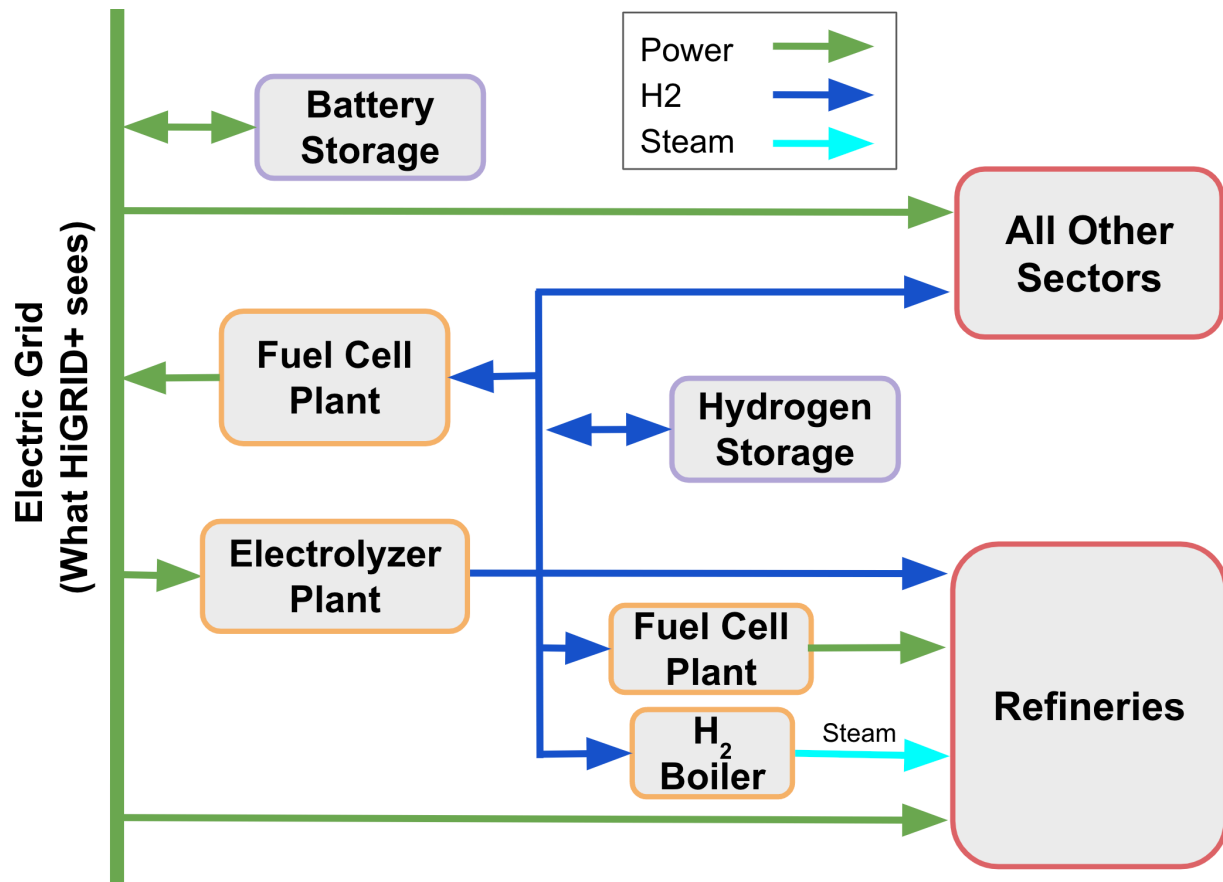 Power
H2
Steam
Battery
Storage
All Other
Sectors
Electric Grid
(What HiGRID+ sees)
Fuel Cell
Plant
Hydrogen
Storage
Electrolyzer
Plant
Fuel Cell
Plant
Refineries
H₂
Boiler
Steam